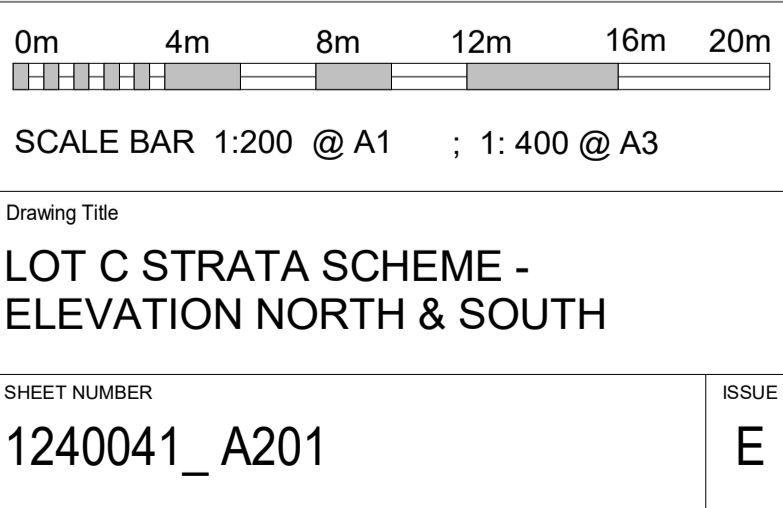 0m 4m 8m 12m 16m 20m
SCALE BAR 1:200 @ A1 ; 1: 400 @ A3
Drawing Title
LOT C STRATA SCHEME -
ELEVATION NORTH & SOUTH
SHEET NUMBER ISSUE
1240041_ A201 E